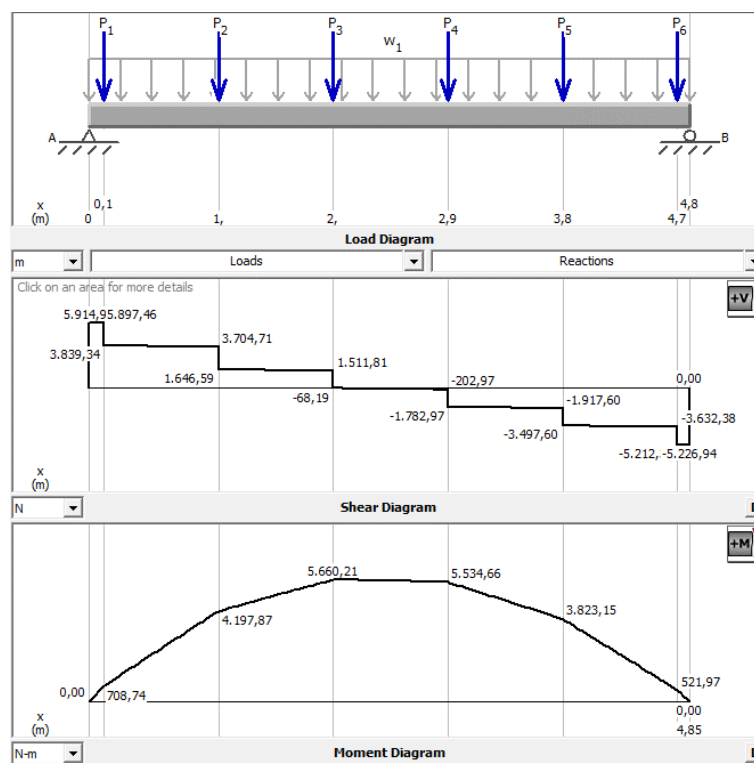 P1 P2 P3 P4 P5 P6
w1
A B
x 0,1 4,8
(m) 0 1, 2, 2,9 3,8 4,7
Load Diagram
m Loads Reactions
Click on an area for more details
+V
5.914,95.897,46
3.704,71
3.839,34
1.511,81
1.646,59
-202,97 0,00
-68,19
-1.782,97
-1.917,60
-3.632,38
-3.497,60
-5.212, -5.226,94
x
(m)
N Shear Diagram
+M
5.660,21 5.534,66
4.197,87
3.823,15
0,00 708,74
521,97
0,00
x
(m) 4,85
N-m Moment Diagram